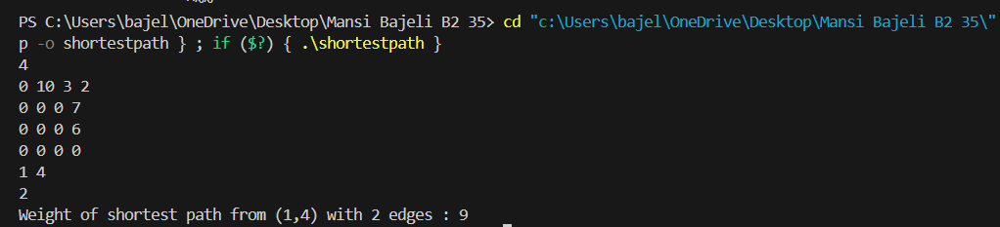 PS C:\Users\bajel\OneDrive\Desktop\Mansi Bajeli B2 35> cd "c:\Users\bajel\OneDrive\Desktop\Mansi Bajeli B2 35\"
p -o shortestpath } ; if ($?) { .\shortestpath }
4
0 10 3 2
0 0 0 7
0 0 0 6
0 0 0 0
1 4
2
Weight of shortest path from (1,4) with 2 edges : 9